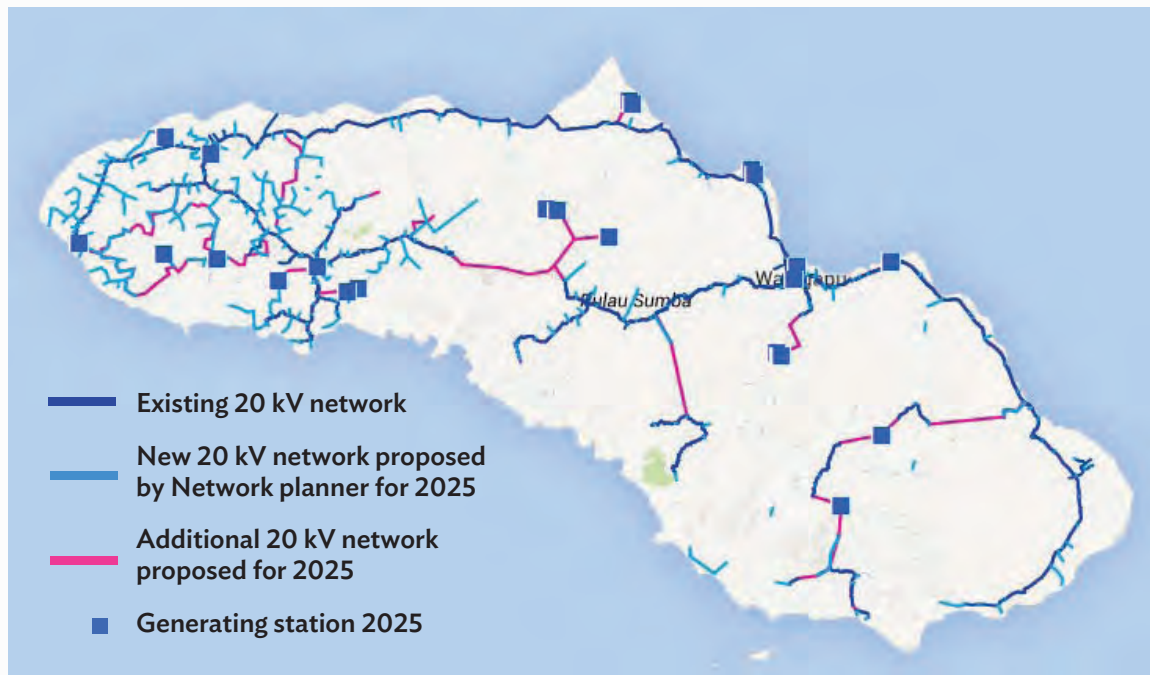 Pulau Sumba
Existing 20 kV network
New 20 kV network proposed
by Network planner for 2025
Additional 20 kV network
proposed for 2025
Generating station 2025